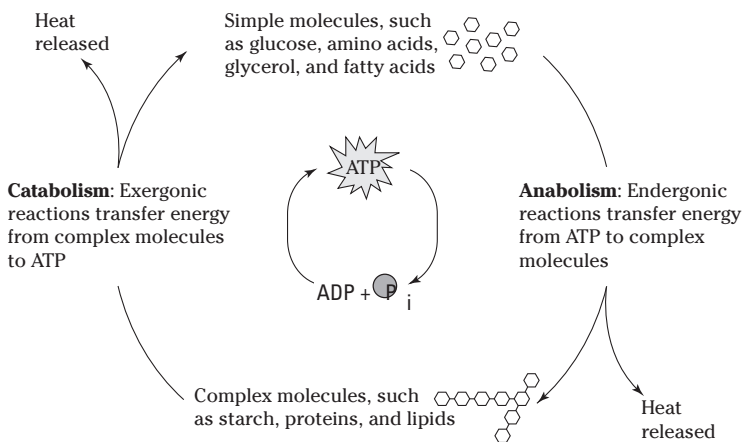 Heat
released
Simple molecules, such
as glucose, amino acids,
glycerol, and fatty acids
ATP
Catabolism: Exergonic
reactions transfer energy
from complex molecules
to ATP
Anabolism: Endergonic
reactions transfer energy
from ATP to complex
molecules
ADP + P i
Complex molecules, such
as starch, proteins, and lipids
Heat
released